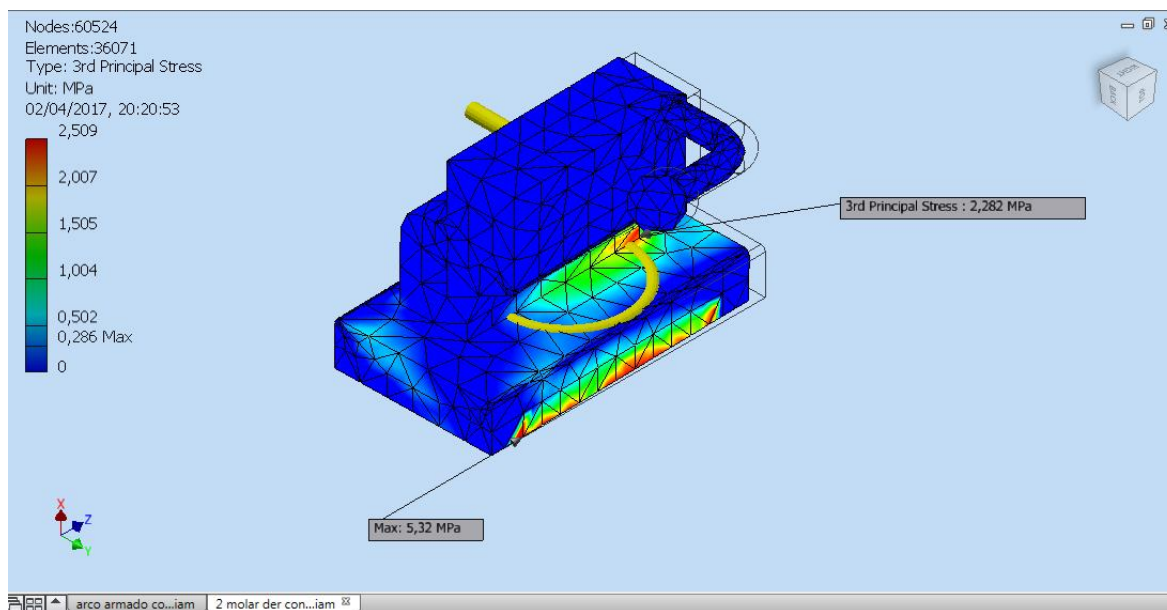 Nodes:60524
Elements:36071
Type: 3rd Principal Stress
Unit: MPa
02/04/2017, 20:20:53
2,509
2,007
1,505
1,004
0,502
0,286 Max
0
3rd Principal Stress : 2,282 MPa
Max: 5,32 MPa
X
Z
Y
RIGHT
BACK
arco armado co...iam
2 molar der con...iam